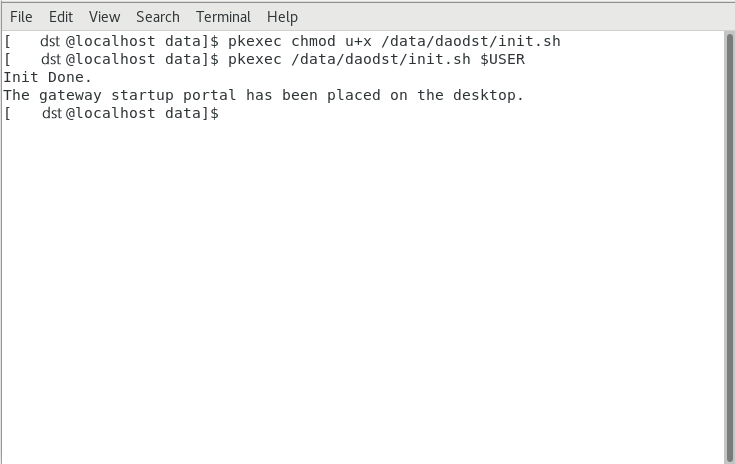 File Edit View Search Terminal Help
[ dst @localhost data]$ pkexec chmod u+x /data/daodst/init.sh
[ dst @localhost data]$ pkexec /data/daodst/init.sh $USER
Init Done.
The gateway startup portal has been placed on the desktop.
[ dst @localhost data]$